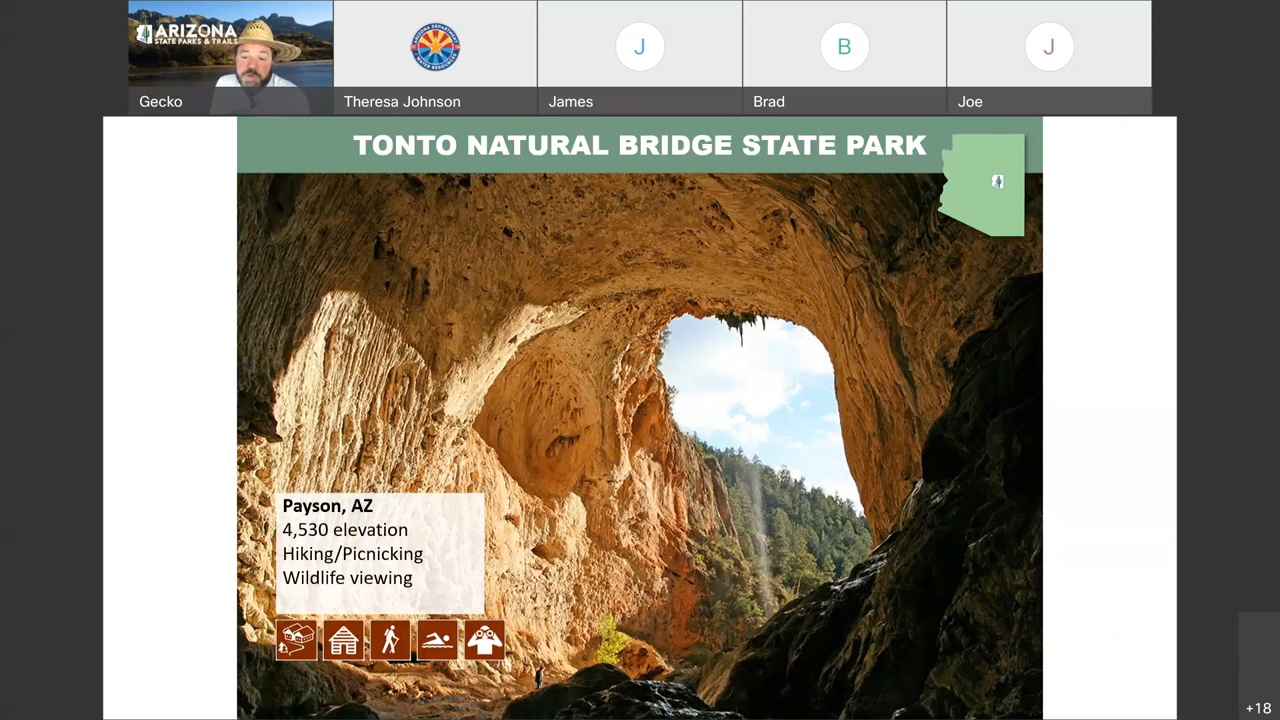 ARIZONA
STATE PARKS & TRAILS
Gecko
Theresa Johnson
J
James
B
Brad
J
Joe
TONTO NATURAL BRIDGE STATE PARK
Payson, AZ
4,530 elevation
Hiking/Picnicking
Wildlife viewing
+18